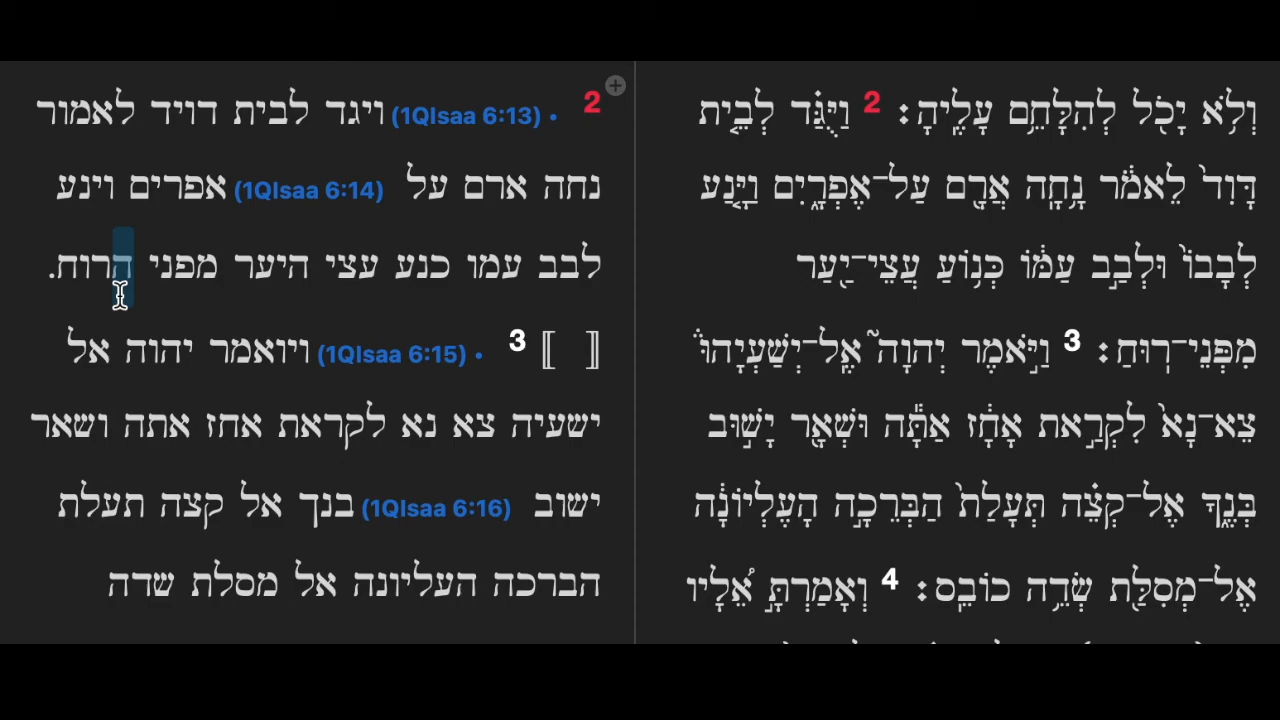 וְלֹ֥א יָכֹ֖ל לְהִלָּחֵ֥ם עָלֶֽיהָ׃ 2 וַיֻּגַּ֗ד לְבֵ֤ית
דָּוִד֙ לֵאמֹ֔ר נָ֥חָֽה אֲרָ֖ם עַל־אֶפְרָ֑יִם וַיָּ֤נַע
לְבָבוֹ֙ וּלְבַ֣ב עַמּ֔וֹ כְּנ֥וֹעַ עֲצֵי־יַ֖עַר
מִפְּנֵי־רֽוּחַ׃ 3 וַיֹּ֣אמֶר יְהוָה֮ אֶֽל־יְשַׁעְיָהוּ֒
צֵא־נָא֙ לִקְרַ֣את אָחָ֔ז אַתָּ֕ה וּשְׁאָ֖ר יָשׁ֣וּב
בְּנֶ֑ךָ אֶל־קְצֵ֗ה תְּעָלַת֙ הַבְּרֵכָ֣ה הָעֶלְיוֹנָ֔ה
אֶל־מְסִלַּ֖ת שְׂדֵ֥ה כוֹבֵֽס׃ 4 וְאָמַרְתָּ֣ אֵ֠לָיו
2 • (1QIsaa 6:13) ויגד לבית דויד לאמור
נחה ארם על (1QIsaa 6:14) אפרים וינע
לבב עמו כנע עצי היער מפני הרוח.
⟦ ⟧ 3 • (1QIsaa 6:15) ויואמר יהוה אל
ישעיה צא נא לקראת אחז אתה ושאר
ישוב (1QIsaa 6:16) בנך אל קצה תעלת
הברכה העליונה אל מסלת שדה